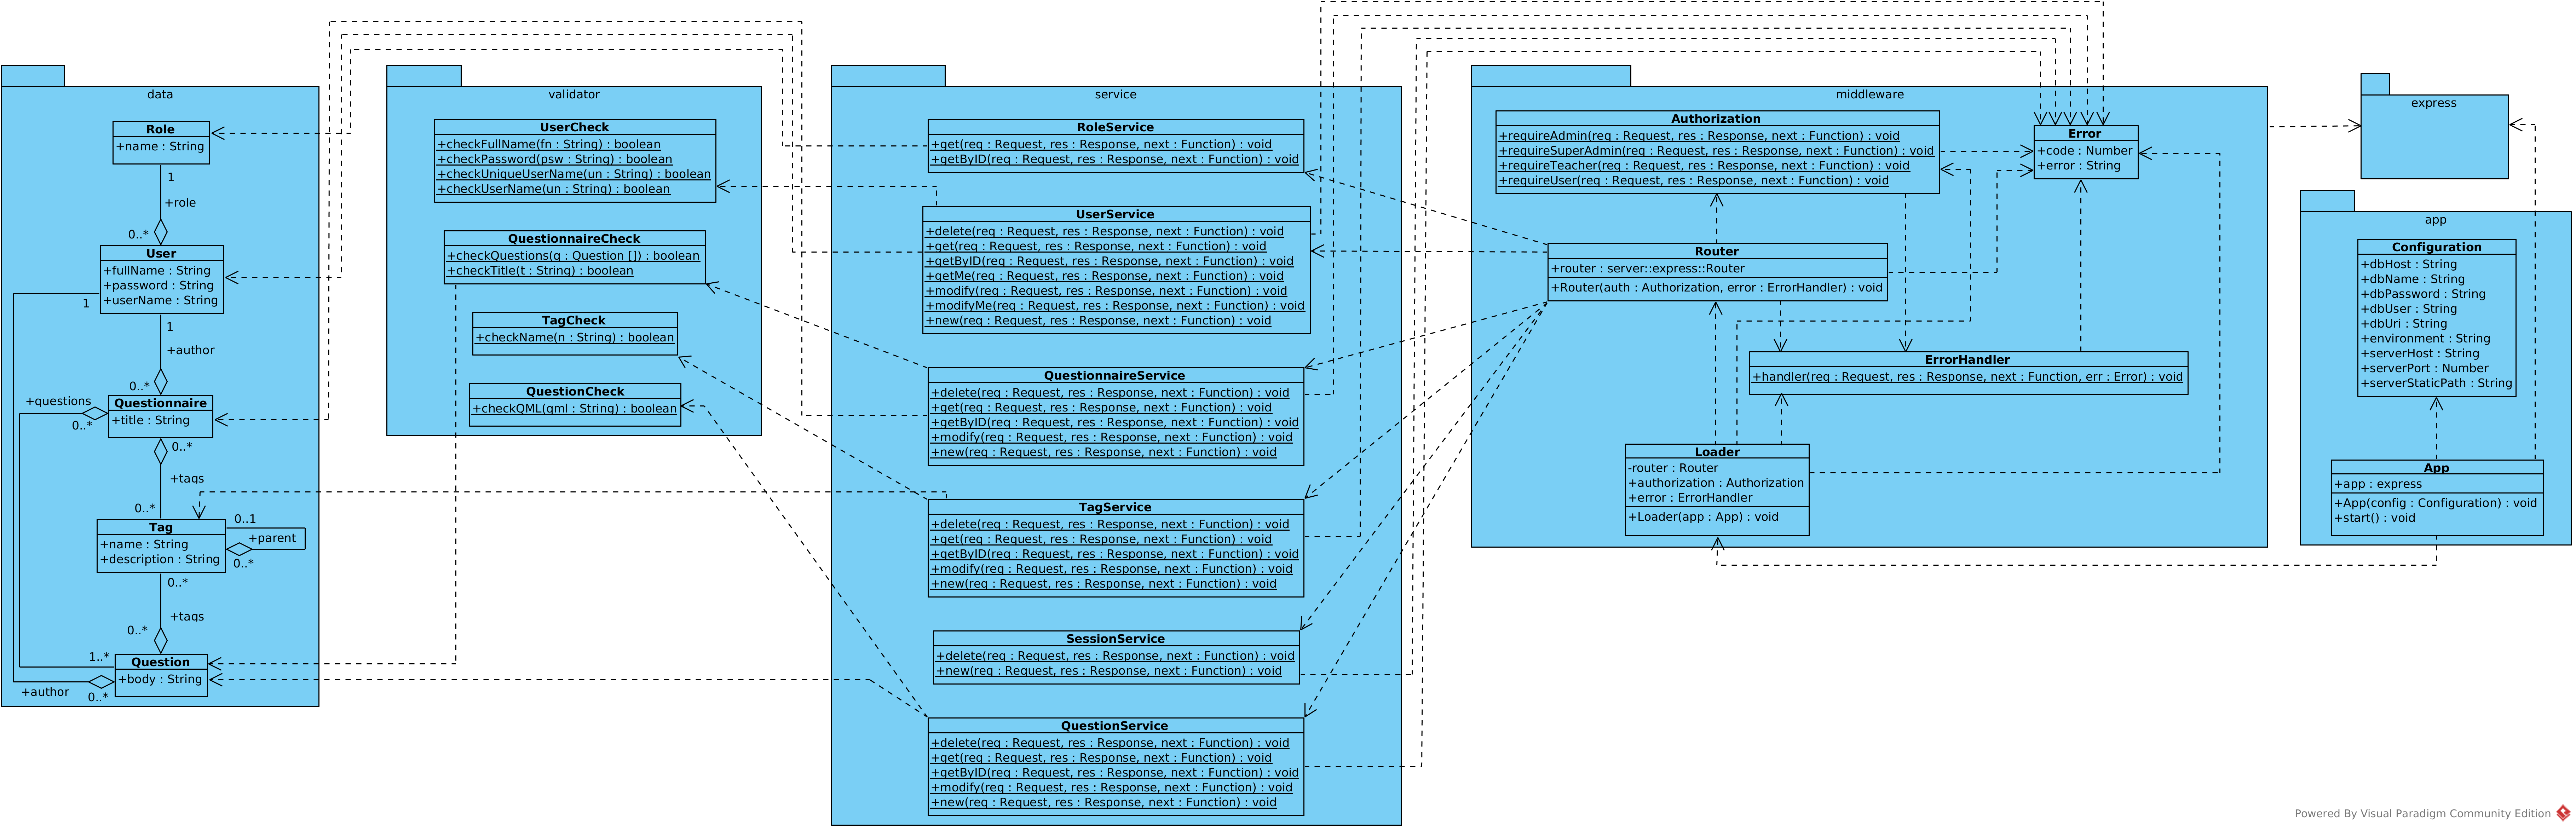 data
Role
+name : String
1
+role
0..*
User
+fullName : String
+password : String
+userName : String
1
1
+author
0..*
+questions
0..*
Questionnaire
+title : String
0..*
+tags
0..*
Tag
+name : String
+description : String
0..1
+parent
0..*
0..*
+tags
0..*
1..*
Question
+body : String
+author
0..*
validator
UserCheck
+checkFullName(fn : String) : boolean
+checkPassword(psw : String) : boolean
+checkUniqueUserName(un : String) : boolean
+checkUserName(un : String) : boolean
QuestionnaireCheck
+checkQuestions(q : Question []) : boolean
+checkTitle(t : String) : boolean
TagCheck
+checkName(n : String) : boolean
QuestionCheck
+checkQML(qml : String) : boolean
service
RoleService
+get(req : Request, res : Response, next : Function) : void
+getByID(req : Request, res : Response, next : Function) : void
UserService
+delete(req : Request, res : Response, next : Function) : void
+get(req : Request, res : Response, next : Function) : void
+getByID(req : Request, res : Response, next : Function) : void
+getMe(req : Request, res : Response, next : Function) : void
+modify(req : Request, res : Response, next : Function) : void
+modifyMe(req : Request, res : Response, next : Function) : void
+new(req : Request, res : Response, next : Function) : void
QuestionnaireService
+delete(req : Request, res : Response, next : Function) : void
+get(req : Request, res : Response, next : Function) : void
+getByID(req : Request, res : Response, next : Function) : void
+modify(req : Request, res : Response, next : Function) : void
+new(req : Request, res : Response, next : Function) : void
TagService
+delete(req : Request, res : Response, next : Function) : void
+get(req : Request, res : Response, next : Function) : void
+getByID(req : Request, res : Response, next : Function) : void
+modify(req : Request, res : Response, next : Function) : void
+new(req : Request, res : Response, next : Function) : void
SessionService
+delete(req : Request, res : Response, next : Function) : void
+new(req : Request, res : Response, next : Function) : void
QuestionService
+delete(req : Request, res : Response, next : Function) : void
+get(req : Request, res : Response, next : Function) : void
+getByID(req : Request, res : Response, next : Function) : void
+modify(req : Request, res : Response, next : Function) : void
+new(req : Request, res : Response, next : Function) : void
middleware
Authorization
+requireAdmin(req : Request, res : Response, next : Function) : void
+requireSuperAdmin(req : Request, res : Response, next : Function) : void
+requireTeacher(req : Request, res : Response, next : Function) : void
+requireUser(req : Request, res : Response, next : Function) : void
Error
+code : Number
+error : String
Router
+router : server::express::Router
+Router(auth : Authorization, error : ErrorHandler) : void
ErrorHandler
+handler(req : Request, res : Response, next : Function, err : Error) : void
Loader
-router : Router
+authorization : Authorization
+error : ErrorHandler
+Loader(app : App) : void
express
app
Configuration
+dbHost : String
+dbName : String
+dbPassword : String
+dbUser : String
+dbUri : String
+environment : String
+serverHost : String
+serverPort : Number
+serverStaticPath : String
App
+app : express
+App(config : Configuration) : void
+start() : void
Powered By Visual Paradigm Community Edition